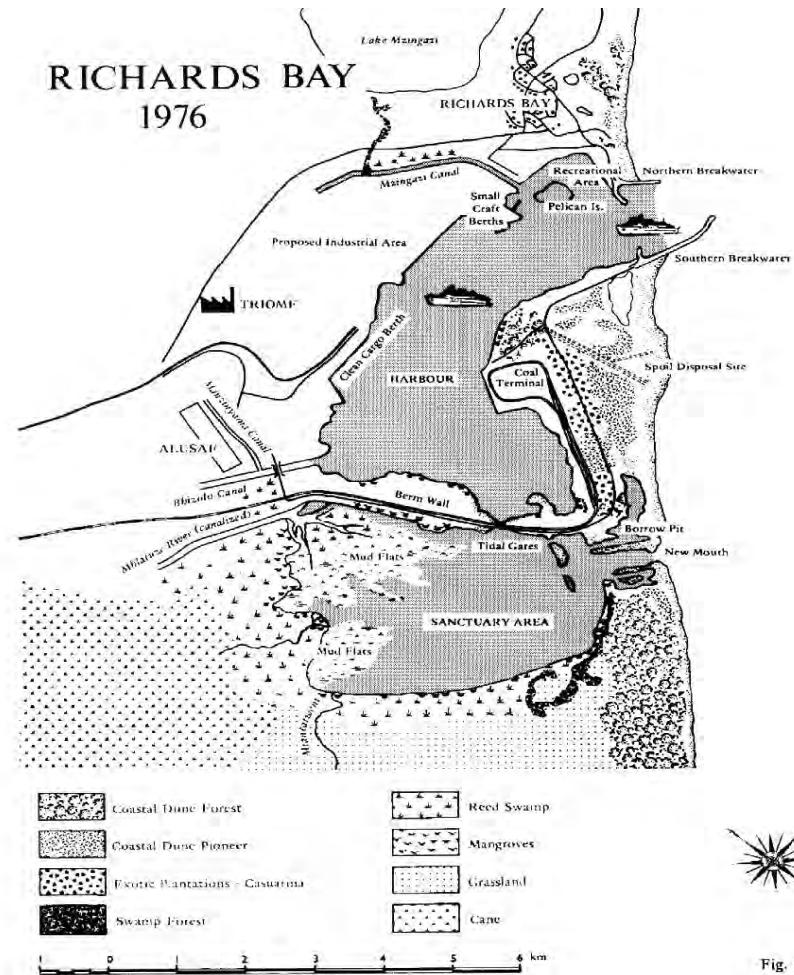 RICHARDS BAY
1976
Lake Mzingazi
RICHARDS BAY
Mzingazi Canal
Recreational
Area
Northern Breakwater
Small
Craft
Berths
Pelican Is.
Proposed Industrial Area
Southern Breakwater
TRIOMF
Clean Cargo Berth
HARBOUR
Coal
Terminal
Spoil Disposal Site
Manzinyama Canal
ALUSAF
Bhizolo Canal
Berm Wall
Mhlatuze River (canalized)
Borrow Pit
Tidal Gates
New Mouth
Mud Flats
SANCTUARY AREA
Mud Flats
Coastal Dune Forest
Reed Swamp
Coastal Dune Pioneer
Mangroves
Exotic Plantations - Casuarina
Grassland
Swamp Forest
Cane
1 0 1 2 3 4 5 6 km
Fig.